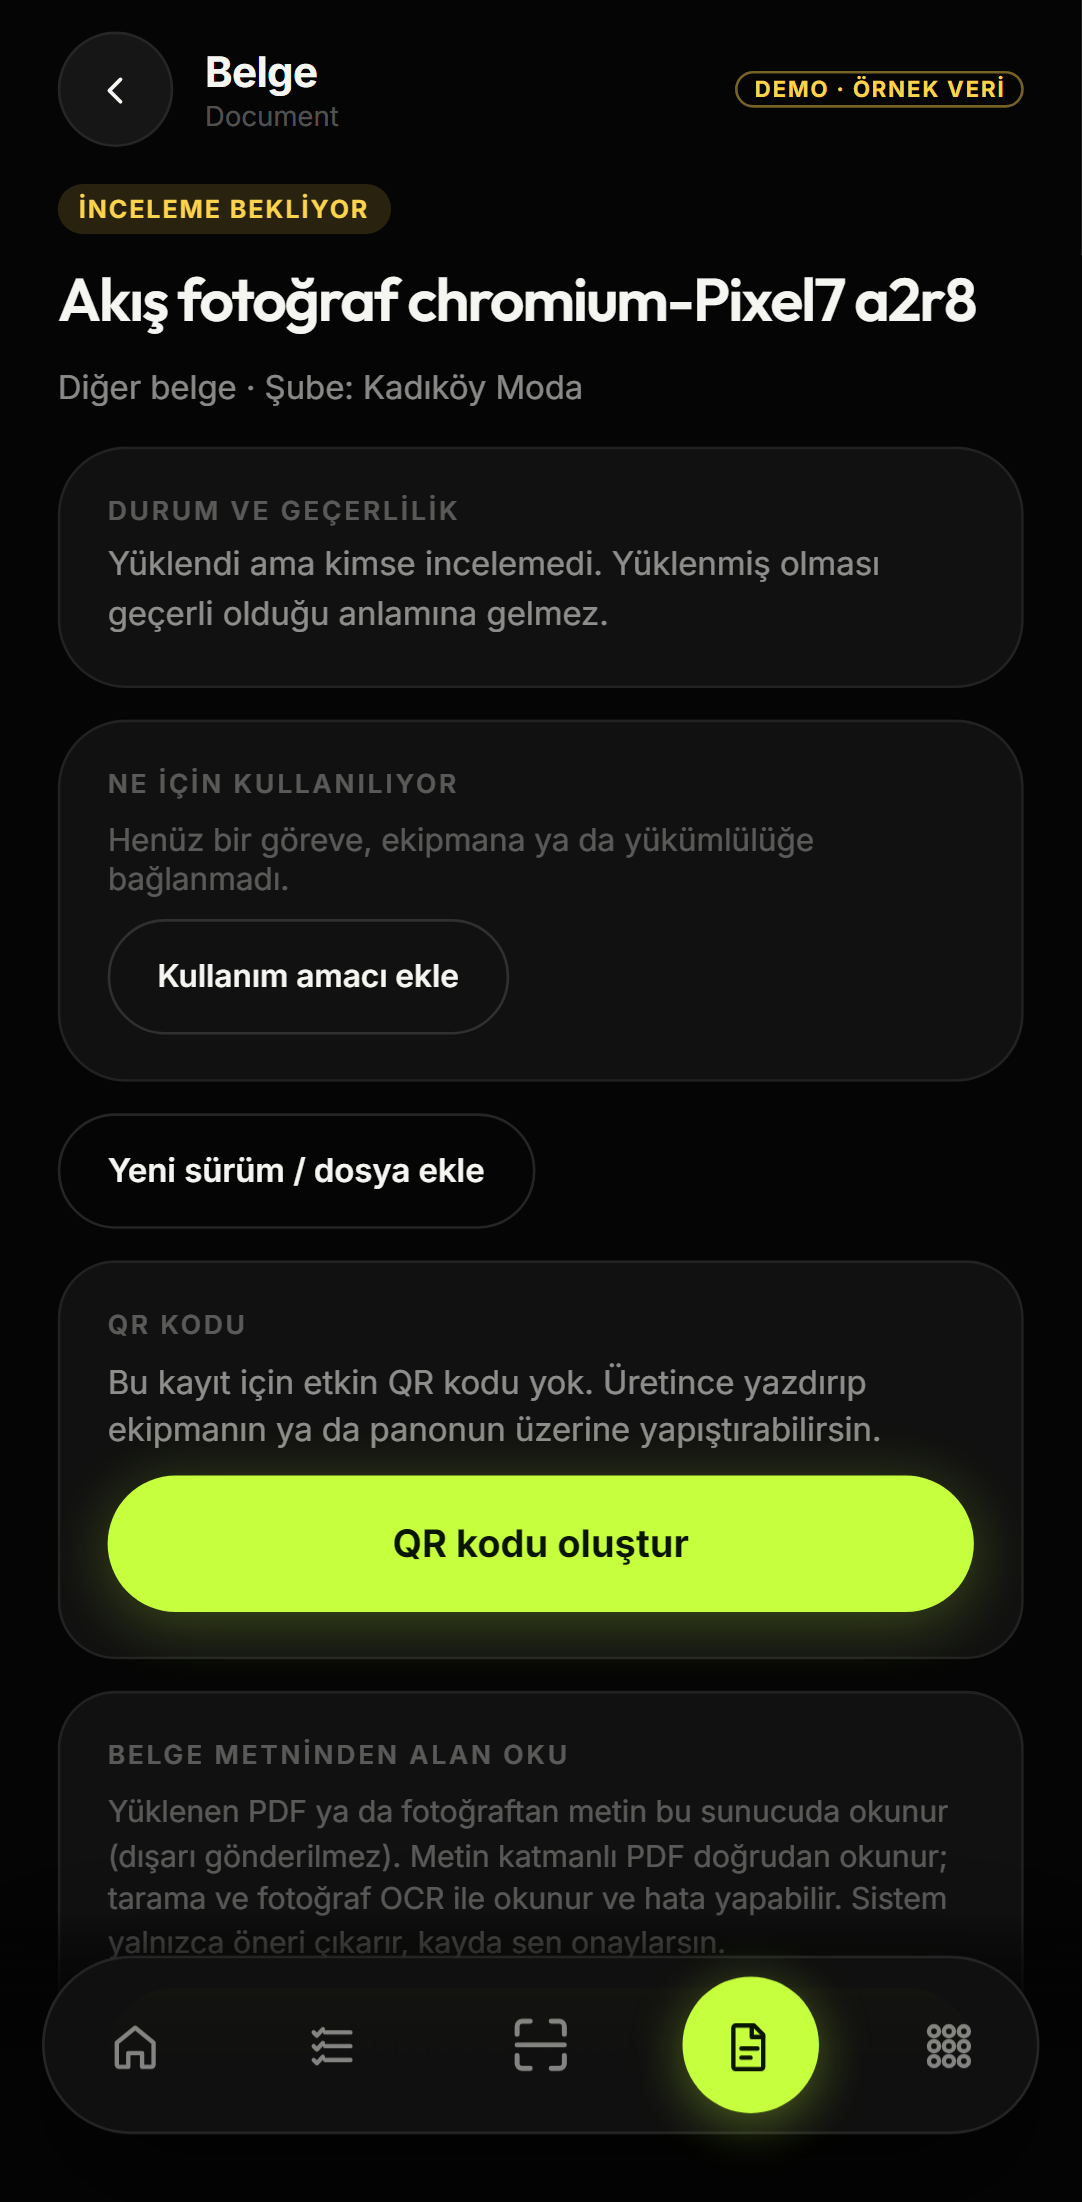 Belge
Document
DEMO · ÖRNEK VERİ
İNCELEME BEKLİYOR
Akış fotoğraf chromium-Pixel7 a2r8
Diğer belge · Şube: Kadıköy Moda
DURUM VE GEÇERLİLİK
Yüklendi ama kimse incelemedi. Yüklenmiş olması
geçerli olduğu anlamına gelmez.
NE İÇİN KULLANILIYOR
Henüz bir göreve, ekipmana ya da yükümlülüğe
bağlanmadı.
Kullanım amacı ekle
Yeni sürüm / dosya ekle
QR KODU
Bu kayıt için etkin QR kodu yok. Üretince yazdırıp
ekipmanın ya da panonun üzerine yapıştırabilirsin.
QR kodu oluştur
BELGE METNİNDEN ALAN OKU
Yüklenen PDF ya da fotoğraftan metin bu sunucuda okunur
(dışarı gönderilmez). Metin katmanlı PDF doğrudan okunur;
tarama ve fotoğraf OCR ile okunur ve hata yapabilir. Sistem
yalnızca öneri çıkarır, kayda sen onaylarsın.